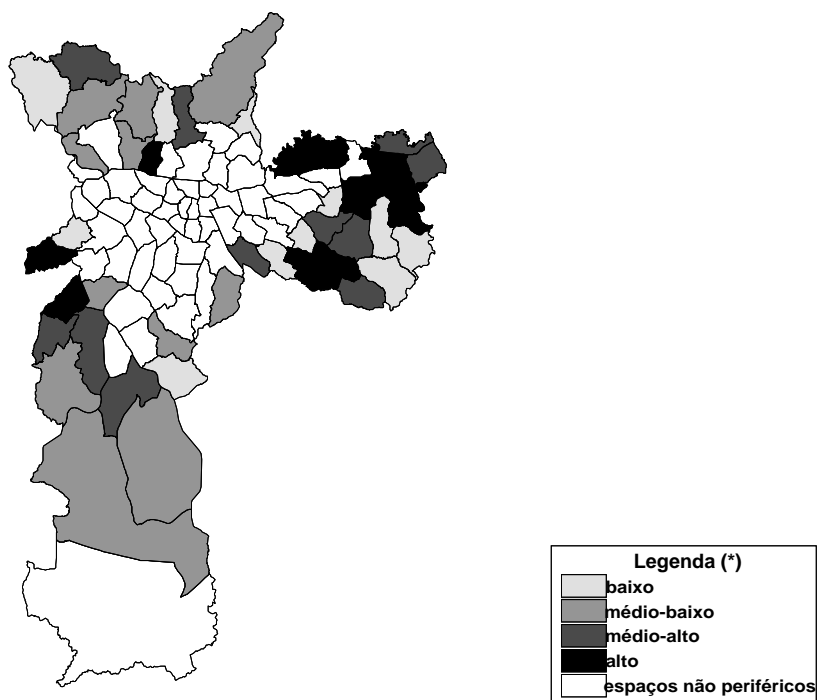 Legenda (*)
baixo
médio-baixo
médio-alto
alto
espaços não periféricos